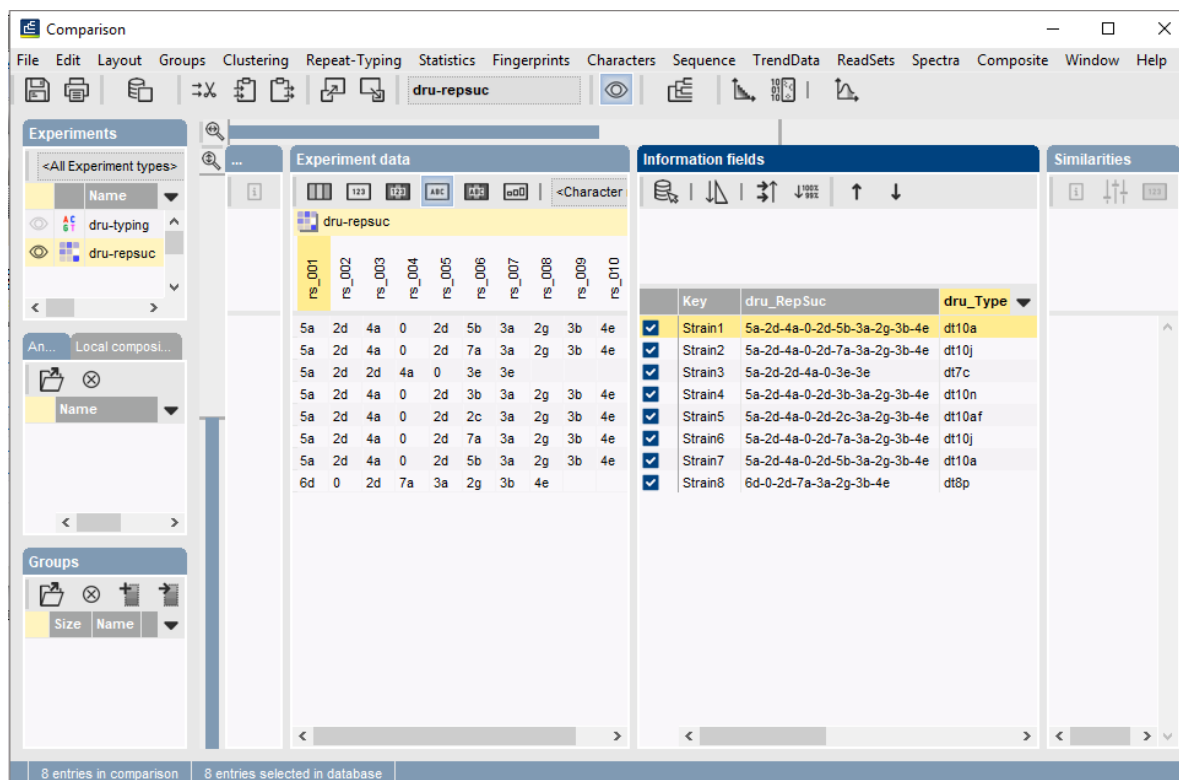 Comparison
File Edit Layout Groups Clustering Repeat-Typing Statistics Fingerprints Characters Sequence TrendData ReadSets Spectra Composite Window Help
dru-repsuc
Experiments
<All Experiment types>
Name
dru-typing
dru-repsuc
An... Local composi...
Name
Groups
Size Name
...
Experiment data
<Character
dru-repsuc
rs_001 rs_002 rs_003 rs_004 rs_005 rs_006 rs_007 rs_008 rs_009 rs_010
5a 2d 4a 0 2d 5b 3a 2g 3b 4e
5a 2d 4a 0 2d 7a 3a 2g 3b 4e
5a 2d 2d 4a 0 3e 3e
5a 2d 4a 0 2d 3b 3a 2g 3b 4e
5a 2d 4a 0 2d 2c 3a 2g 3b 4e
5a 2d 4a 0 2d 7a 3a 2g 3b 4e
5a 2d 4a 0 2d 5b 3a 2g 3b 4e
6d 0 2d 7a 3a 2g 3b 4e
Information fields
Key dru_RepSuc dru_Type
Strain1 5a-2d-4a-0-2d-5b-3a-2g-3b-4e dt10a
Strain2 5a-2d-4a-0-2d-7a-3a-2g-3b-4e dt10j
Strain3 5a-2d-2d-4a-0-3e-3e dt7c
Strain4 5a-2d-4a-0-2d-3b-3a-2g-3b-4e dt10n
Strain5 5a-2d-4a-0-2d-2c-3a-2g-3b-4e dt10af
Strain6 5a-2d-4a-0-2d-7a-3a-2g-3b-4e dt10j
Strain7 5a-2d-4a-0-2d-5b-3a-2g-3b-4e dt10a
Strain8 6d-0-2d-7a-3a-2g-3b-4e dt8p
Similarities
8 entries in comparison 8 entries selected in database